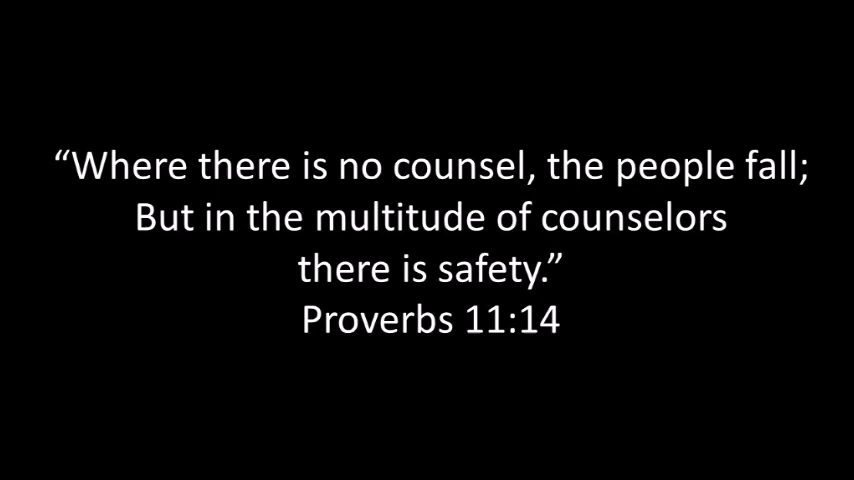 “Where there is no counsel, the people fall;
But in the multitude of counselors
there is safety.”
Proverbs 11:14